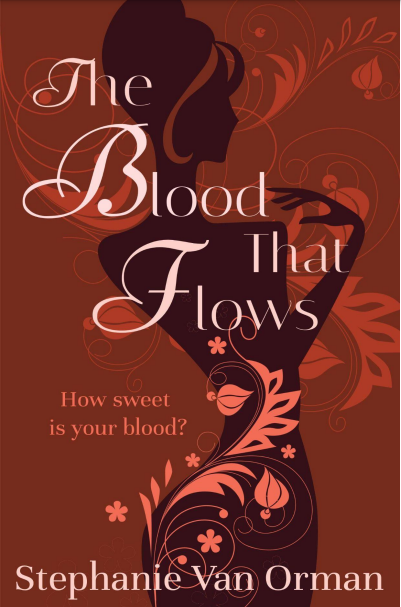 The
Blood
That
Flows
How sweet
is your blood?
Stephanie Van Orman